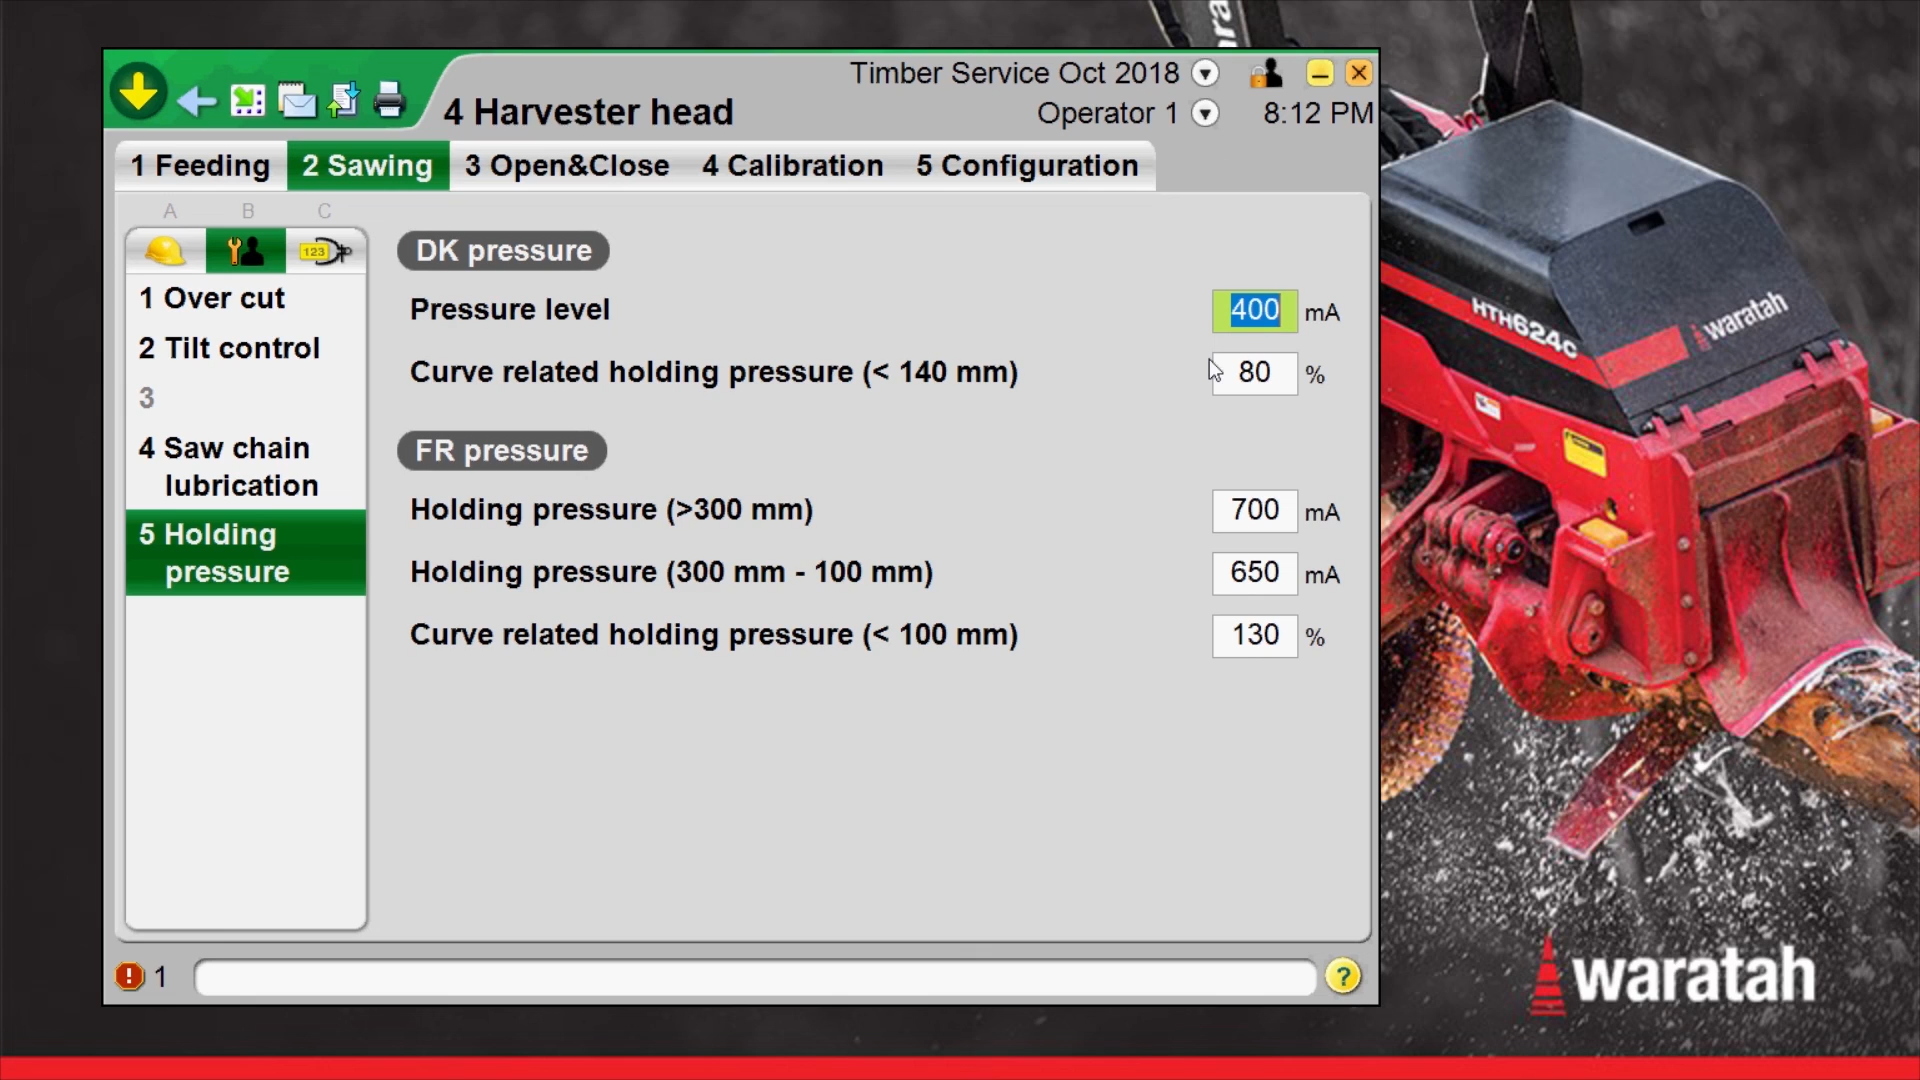 Timber Service Oct 2018
4 Harvester head
Operator 1
8:12 PM
1 Feeding
2 Sawing
3 Open&Close
4 Calibration
5 Configuration
A
B
C
123
1 Over cut
2 Tilt control
3
4 Saw chain
lubrication
5 Holding
pressure
DK pressure
Pressure level
400 mA
Curve related holding pressure (< 140 mm)
80 %
FR pressure
Holding pressure (>300 mm)
700 mA
Holding pressure (300 mm - 100 mm)
650 mA
Curve related holding pressure (< 100 mm)
130 %
! 1
?
HTH624C
waratah
waratah